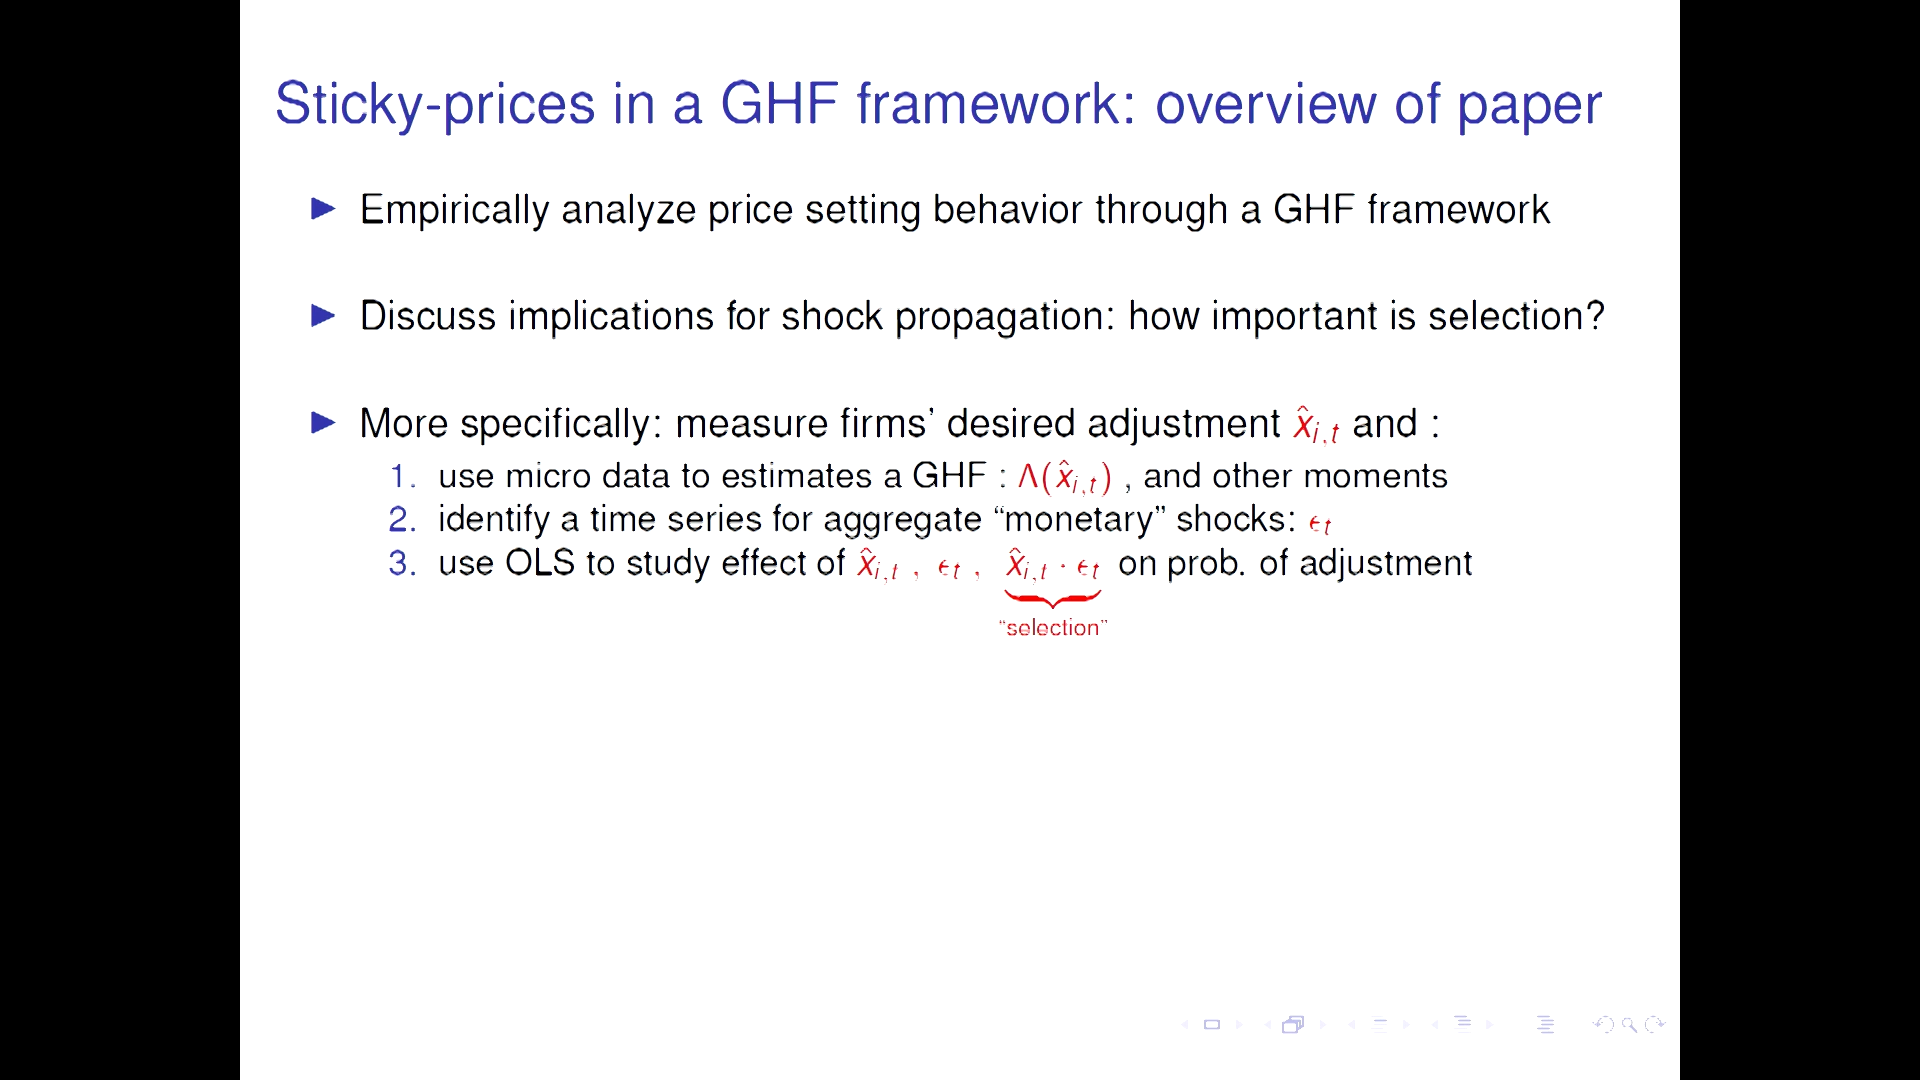 Sticky-prices in a GHF framework: overview of paper
▶ Empirically analyze price setting behavior through a GHF framework
▶ Discuss implications for shock propagation: how important is selection?
▶ More specifically: measure firms' desired adjustment x̂i,t and :
1. use micro data to estimates a GHF : Λ(x̂i,t) , and other moments
2. identify a time series for aggregate “monetary” shocks: ϵt
3. use OLS to study effect of x̂i,t , ϵt , x̂i,t · ϵt on prob. of adjustment
“selection”